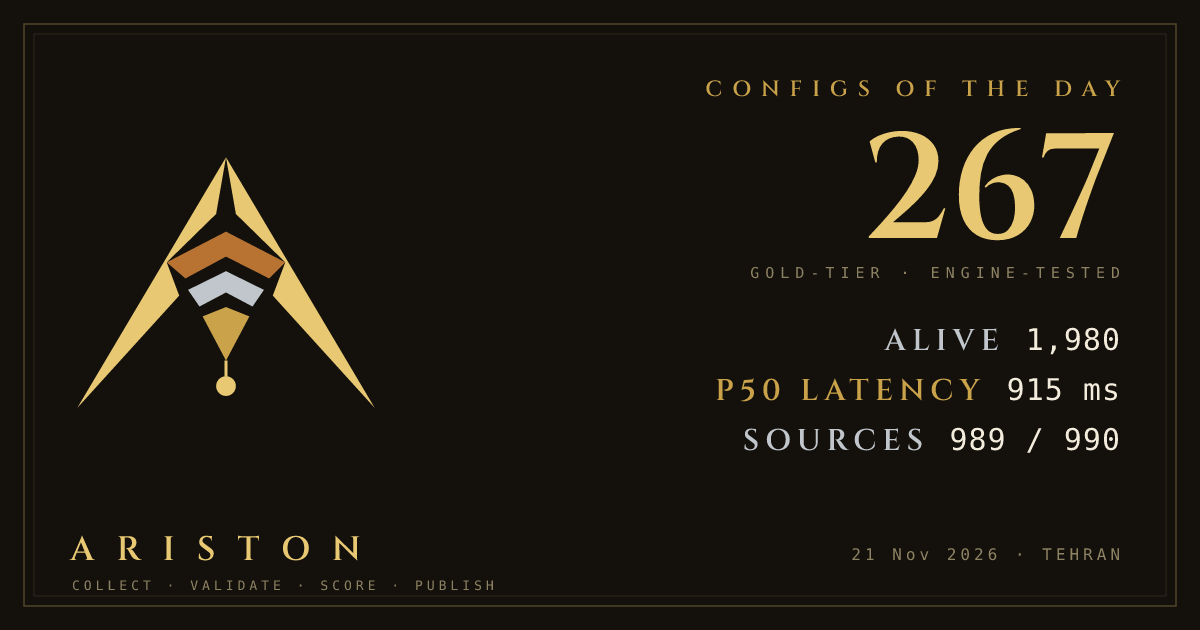 CONFIGS OF THE DAY
267
GOLD-TIER · ENGINE-TESTED
ALIVE 1,980
P50 LATENCY 915 ms
SOURCES 989 / 990
ARISTON
COLLECT · VALIDATE · SCORE · PUBLISH
21 Nov 2026 · TEHRAN